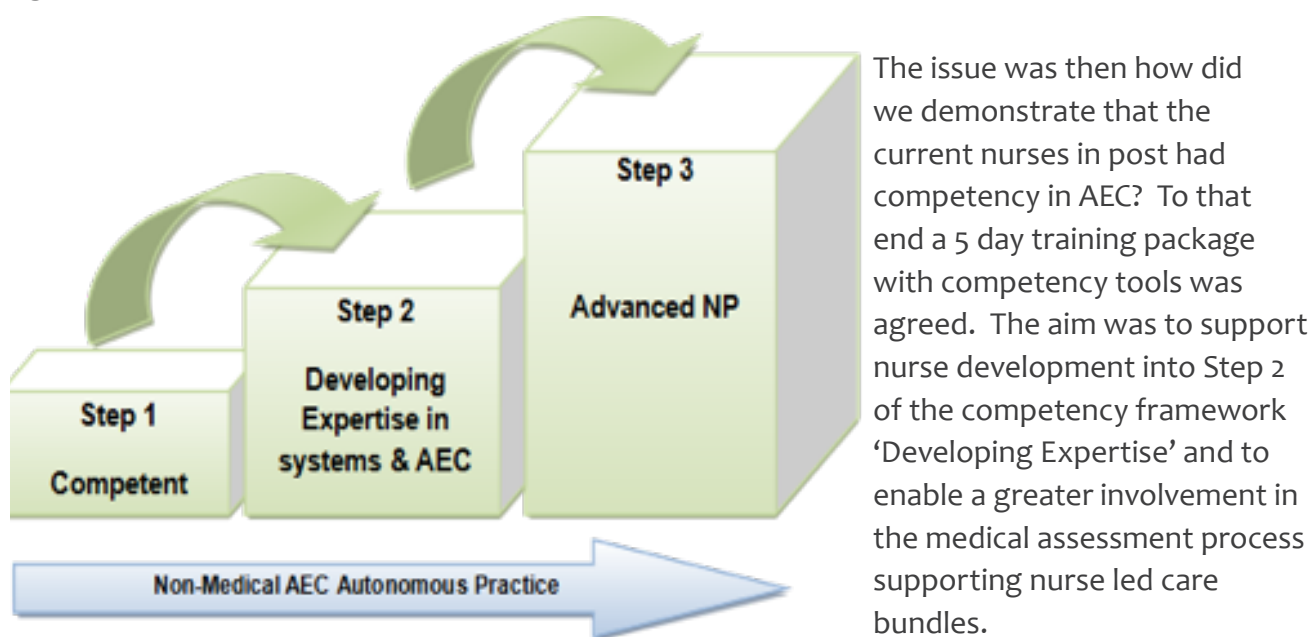 Step 1
Competent
Step 2
Developing
Expertise in
systems & AEC
Step 3
Advanced NP
Non-Medical AEC Autonomous Practice
The issue was then how did
we demonstrate that the
current nurses in post had
competency in AEC? To that
end a 5 day training package
with competency tools was
agreed. The aim was to support
nurse development into Step 2
of the competency framework
‘Developing Expertise’ and to
enable a greater involvement in
the medical assessment process
supporting nurse led care
bundles.